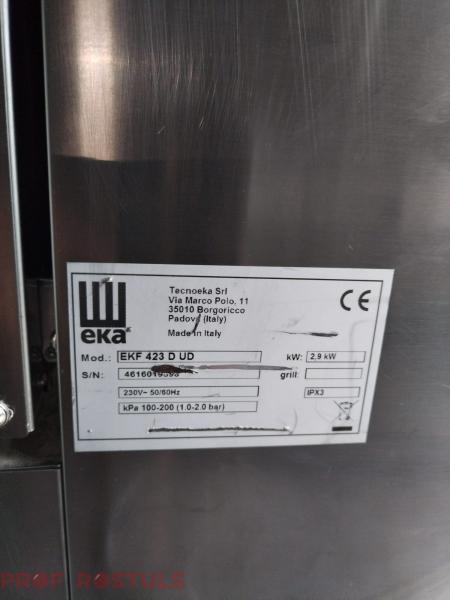 eka
Tecnoeka Srl
Via Marco Polo, 11
35010 Borgoricco
Padova (Italy)
Made in Italy
CE
Mod.: EKF 423 D UD kW: 2,9 kW
S/N: grill:
230V~ 50/60Hz IPX3
kPa 100-200 (1.0-2.0 bar)
PROF ROSTULS